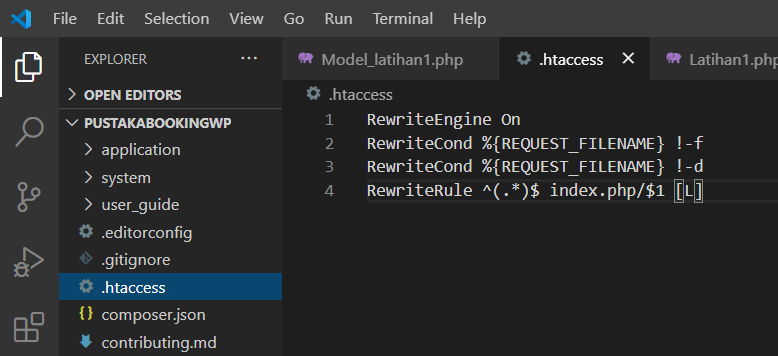 File Edit Selection View Go Run Terminal Help
EXPLORER ...
Model_latihan1.php .htaccess Latihan1.php
OPEN EDITORS
.htaccess
PUSTAKABOOKINGWP
application
system
user_guide
.editorconfig
.gitignore
.htaccess
composer.json
contributing.md
1 RewriteEngine On
2 RewriteCond %{REQUEST_FILENAME} !-f
3 RewriteCond %{REQUEST_FILENAME} !-d
4 RewriteRule ^(.*)$ index.php/$1 [L]